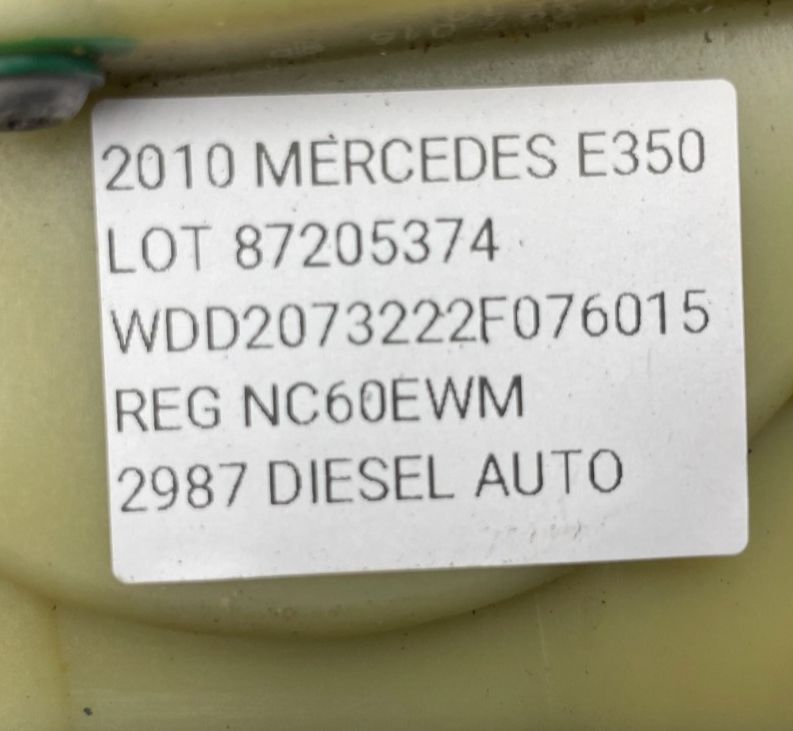 2010 MERCEDES E350
LOT 87205374
WDD2073222F076015
REG NC60EWM
2987 DIESEL AUTO